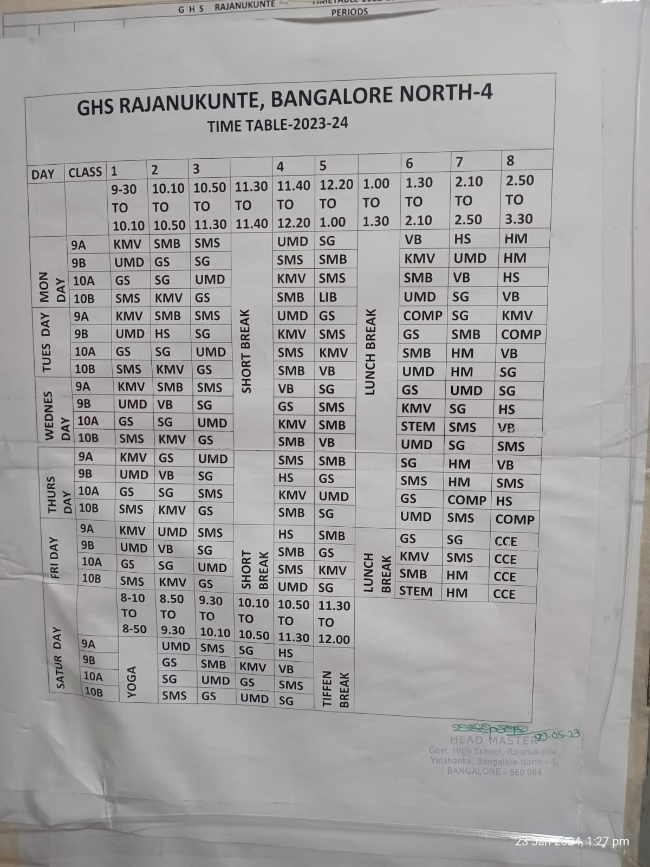 G H S RAJANUKUNTE
PERIODS
GHS RAJANUKUNTE, BANGALORE NORTH-4
TIME TABLE-2023-24
DAY CLASS 1 2 3 4 5 6 7 8
9-30 10.10 10.50 11.30 11.40 12.20 1.00 1.30 2.10 2.50
TO TO TO TO TO TO TO TO TO TO
10.10 10.50 11.30 11.40 12.20 1.00 1.30 2.10 2.50 3.30
MON DAY
9A KMV SMB SMS UMD SG VB HS HM
9B UMD GS SG SMS SMB KMV UMD HM
10A GS SG UMD KMV SMS SMB VB HS
10B SMS KMV GS SMB LIB UMD SG VB
TUES DAY
9A KMV SMB SMS UMD GS COMP SG KMV
9B UMD HS SG KMV SMS GS SMB COMP
10A GS SG UMD SMS KMV SMB HM VB
10B SMS KMV GS SMB VB UMD HM SG
SHORT BREAK
LUNCH BREAK
WEDNES DAY
9A KMV SMB SMS VB SG GS UMD SG
9B UMD VB SG GS SMS KMV SG HS
10A GS SG UMD KMV SMB STEM SMS VB
10B SMS KMV GS SMB VB UMD SG SMS
THURS DAY
9A KMV GS UMD SMS SMB SG HM VB
9B UMD VB SG HS GS SMS HM SMS
10A GS SG SMS KMV UMD GS COMP HS
10B SMS KMV GS SMB SG UMD SMS COMP
FRI DAY
9A KMV UMD SMS HS SMB GS SG CCE
9B UMD VB SG SMB GS KMV SMS CCE
10A GS SG UMD SMS KMV SMB HM CCE
10B SMS KMV GS UMD SG STEM HM CCE
SHORT BREAK
LUNCH BREAK
SATUR DAY
8-10 8.50 9.30 10.10 10.50 11.30
TO TO TO TO TO TO
8-50 9.30 10.10 10.50 11.30 12.00
9A UMD SMS SG HS
9B GS SMB KMV VB
10A SG UMD GS SMS
10B SMS GS UMD SG
YOGA
TIFFEN BREAK
29-05-23
HEAD MASTER
Govt. High School, Rajanukunte,
Yelahanka, Bangalore North - 4,
BANGALORE - 560 064
23 Jan 2024, 1:27 pm